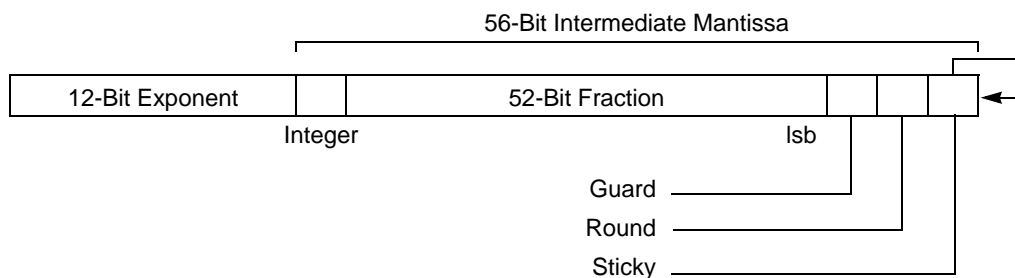 56-Bit Intermediate Mantissa
12-Bit Exponent 52-Bit Fraction
Integer lsb
Guard
Round
Sticky